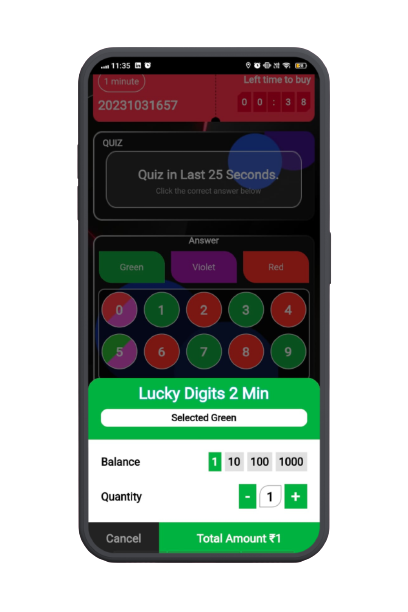 11:35
1 minute
Left time to buy
20231031657
0 0 : 3 8
QUIZ
Quiz in Last 25 Seconds.
Click the correct answer below
Answer
Green Violet Red
0 1 2 3 4
5 6 7 8 9
Lucky Digits 2 Min
Selected Green
Balance 1 10 100 1000
Quantity - 1 +
Cancel Total Amount ₹1